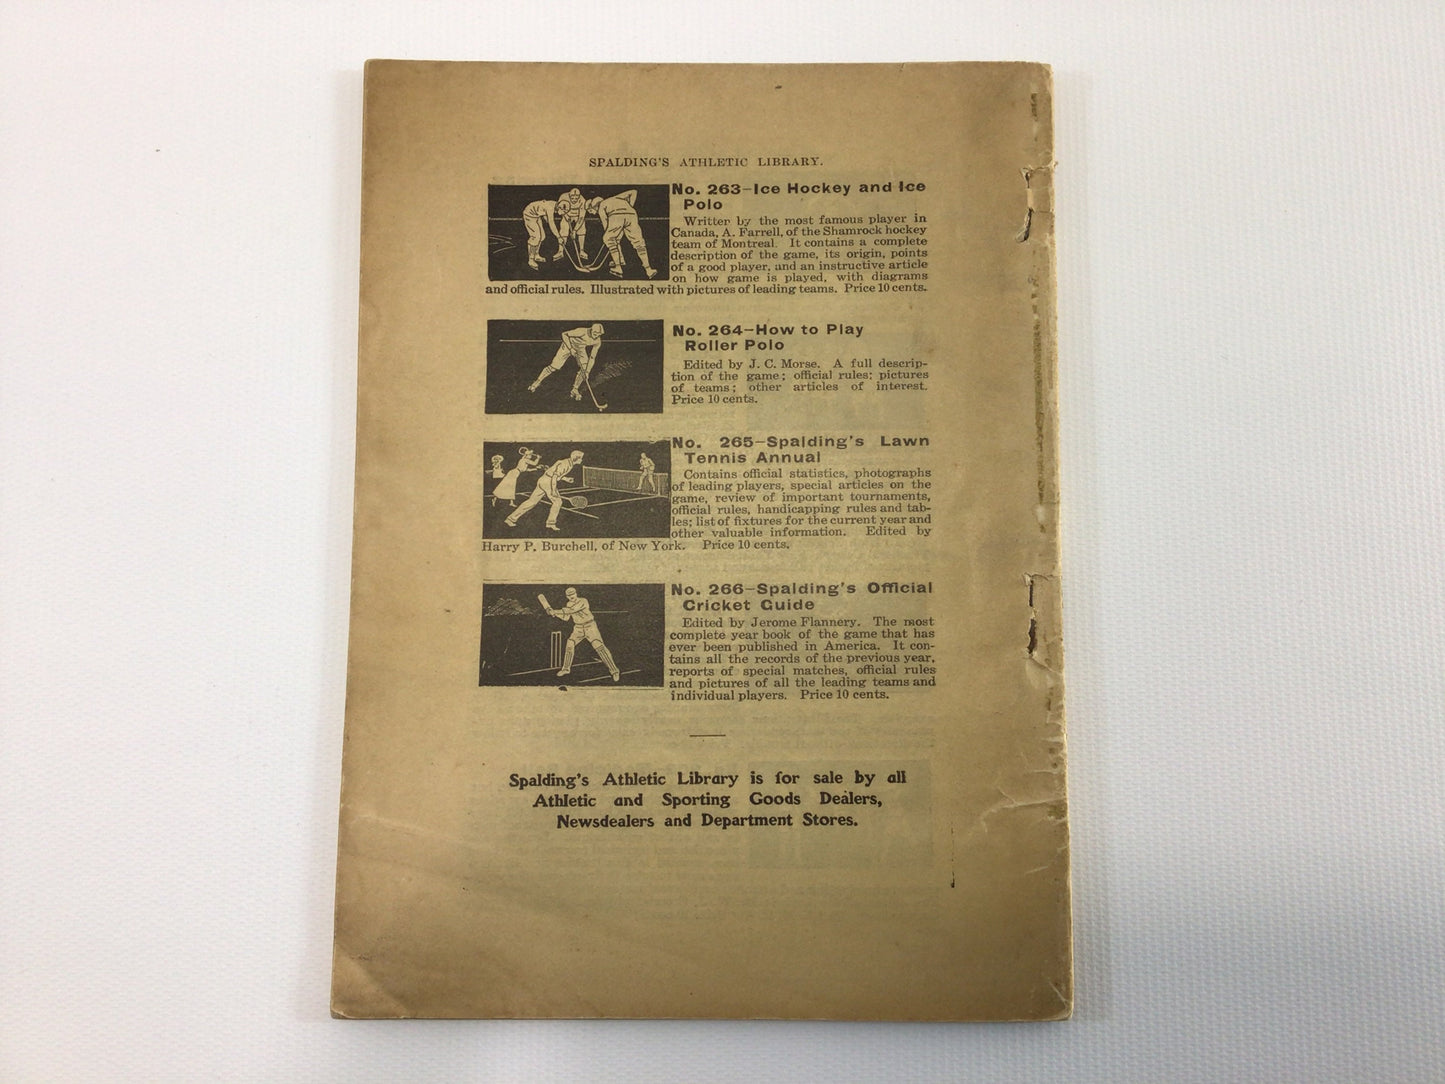 SPALDING'S ATHLETIC LIBRARY.
No. 263—Ice Hockey and Ice
Polo
Writter by the most famous player in
Canada, A. Farrell, of the Shamrock hockey
team of Montreal. It contains a complete
description of the game, its origin, points
of a good player, and an instructive article
on how game is played, with diagrams
and official rules. Illustrated with pictures of leading teams. Price 10 cents.
No. 264—How to Play
Roller Polo
Edited by J. C. Morse. A full descrip-
tion of the game; official rules; pictures
of teams; other articles of interest.
Price 10 cents.
No. 265—Spalding's Lawn
Tennis Annual
Contains official statistics, photographs
of leading players, special articles on the
game, review of important tournaments,
official rules, handicapping rules and tab-
les; list of fixtures for the current year and
other valuable information. Edited by
Harry P. Burchell, of New York. Price 10 cents.
No. 266—Spalding's Official
Cricket Guide
Edited by Jerome Flannery. The most
complete year book of the game that has
ever been published in America. It con-
tains all the records of the previous year,
reports of special matches, official rules
and pictures of all the leading teams and
individual players. Price 10 cents.
Spalding's Athletic Library is for sale by all
Athletic and Sporting Goods Dealers,
Newsdealers and Department Stores.